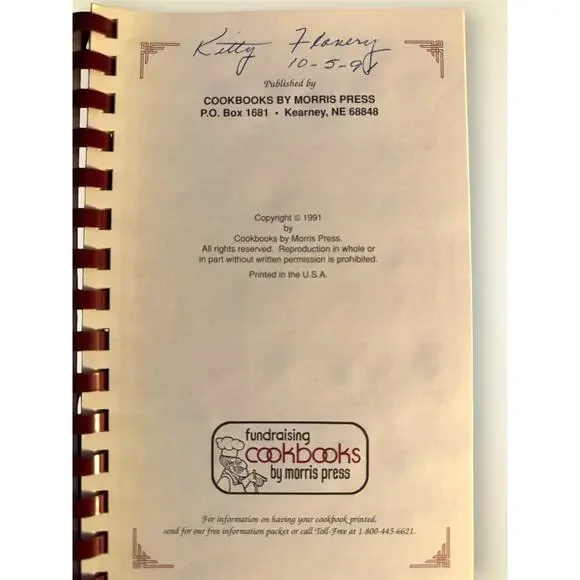 Kitty
10-5-91
Published by
COOKBOOKS BY MORRIS PRESS
P.O. Box 1681 • Kearney, NE 68848
Copyright © 1991
by
Cookbooks by Morris Press.
All rights reserved. Reproduction in whole or
in part without written permission is prohibited.
Printed in the U.S.A.
fundraising
cookbooks
by morris press
For information on having your cookbook printed,
send for our free information packet or call Toll-Free at 1-800-445-6621.